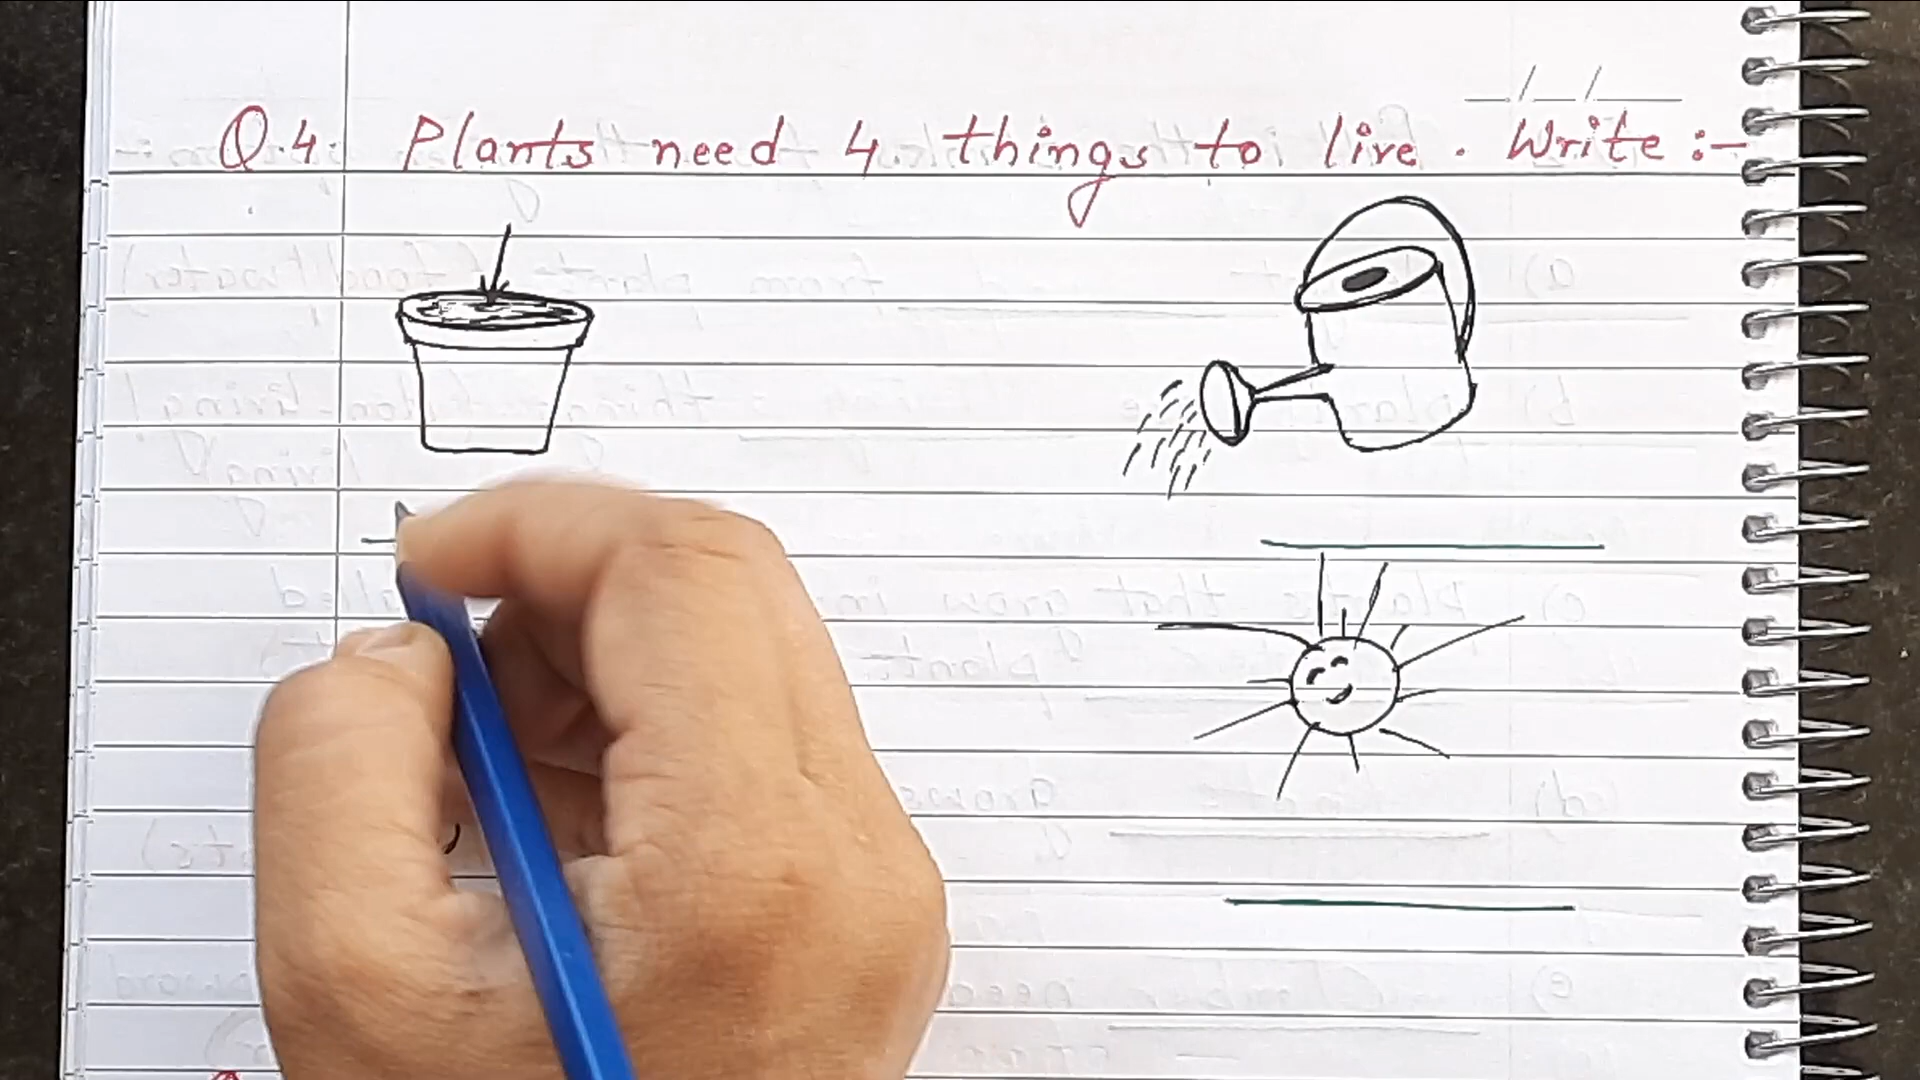 Q.4. Plants need 4 things to live. Write :-